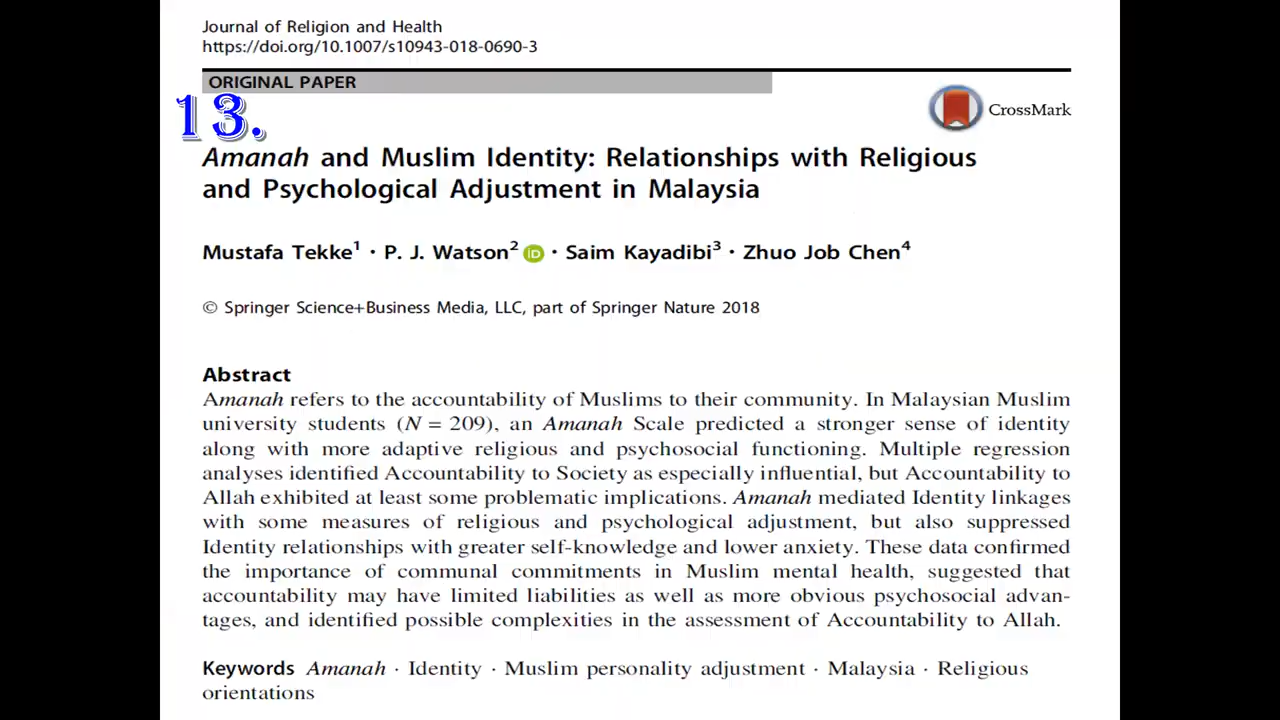 Journal of Religion and Health
https://doi.org/10.1007/s10943-018-0690-3
ORIGINAL PAPER
13.
CrossMark
Amanah and Muslim Identity: Relationships with Religious
and Psychological Adjustment in Malaysia
Mustafa Tekke1 · P. J. Watson2 iD · Saim Kayadibi3 · Zhuo Job Chen4
© Springer Science+Business Media, LLC, part of Springer Nature 2018
Abstract
Amanah refers to the accountability of Muslims to their community. In Malaysian Muslim
university students (N = 209), an Amanah Scale predicted a stronger sense of identity
along with more adaptive religious and psychosocial functioning. Multiple regression
analyses identified Accountability to Society as especially influential, but Accountability to
Allah exhibited at least some problematic implications. Amanah mediated Identity linkages
with some measures of religious and psychological adjustment, but also suppressed
Identity relationships with greater self-knowledge and lower anxiety. These data confirmed
the importance of communal commitments in Muslim mental health, suggested that
accountability may have limited liabilities as well as more obvious psychosocial advan-
tages, and identified possible complexities in the assessment of Accountability to Allah.
Keywords Amanah · Identity · Muslim personality adjustment · Malaysia · Religious
orientations